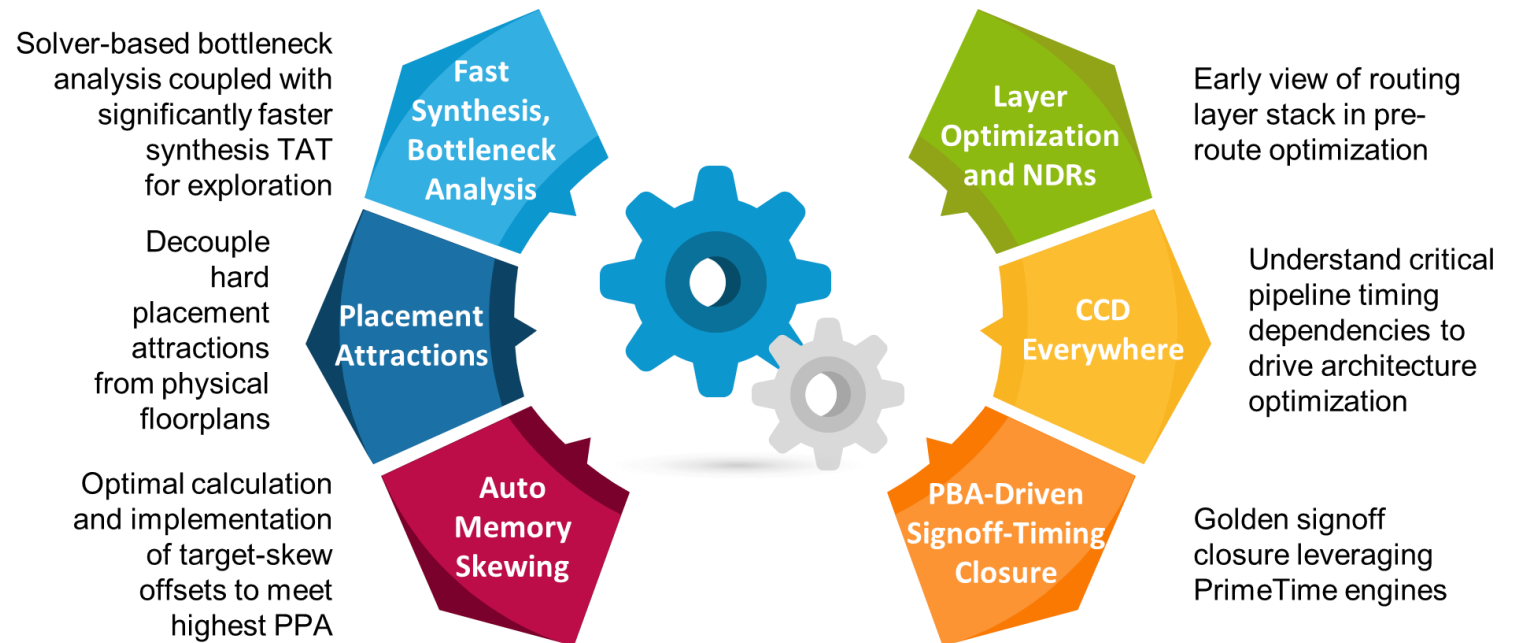 Solver-based bottleneck
analysis coupled with
significantly faster
synthesis TAT
for exploration
Fast
Synthesis,
Bottleneck
Analysis
Decouple
hard
placement
attractions
from physical
floorplans
Placement
Attractions
Optimal calculation
and implementation
of target-skew
offsets to meet
highest PPA
Auto
Memory
Skewing
Layer
Optimization
and NDRs
Early view of routing
layer stack in pre-
route optimization
CCD
Everywhere
Understand critical
pipeline timing
dependencies to
drive architecture
optimization
PBA-Driven
Signoff-Timing
Closure
Golden signoff
closure leveraging
PrimeTime engines